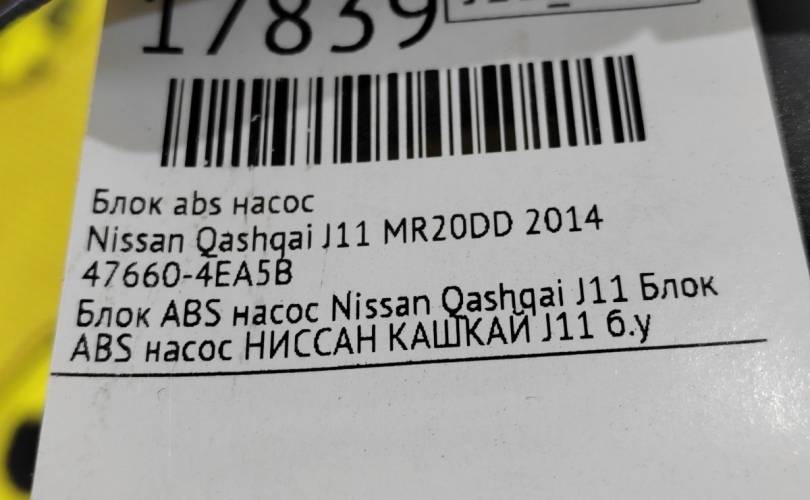 17839
Блок abs насос
Nissan Qashqai J11 MR20DD 2014
47660-4EA5B
Блок ABS насос Nissan Qashqai J11 Блок
ABS насос НИССАН КАШКАЙ J11 б.у